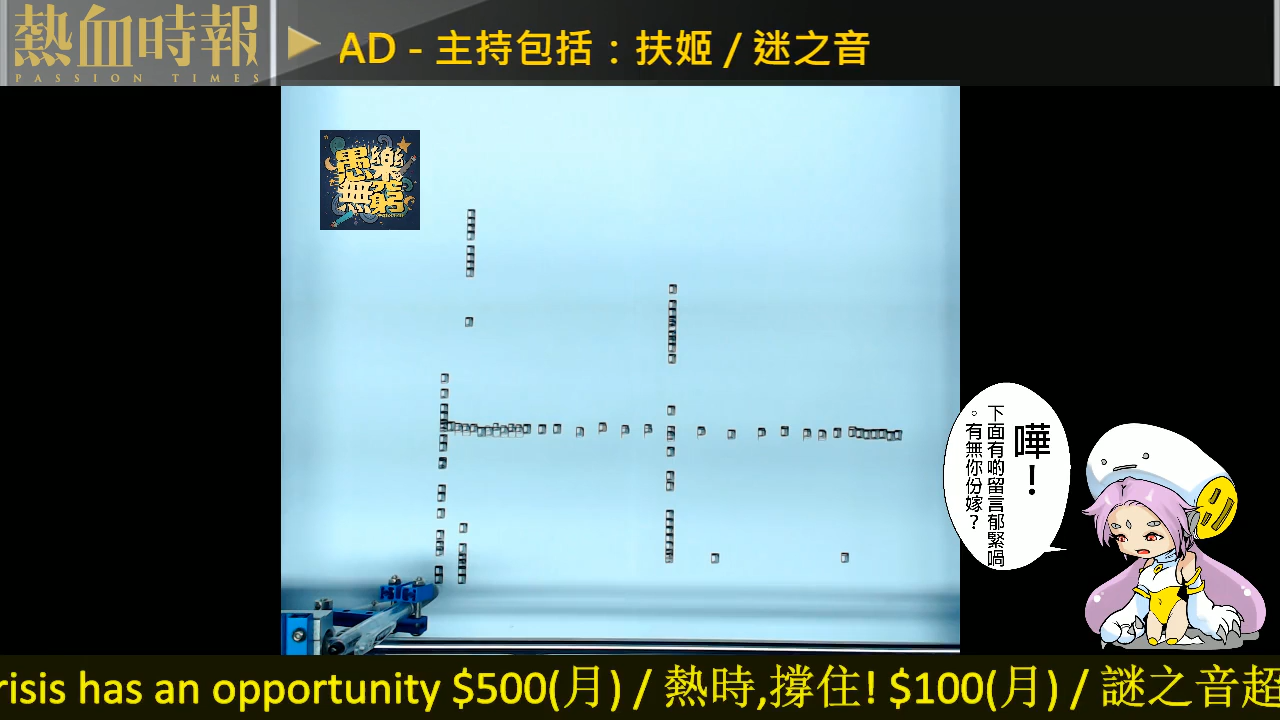 熱血時報
PASSION TIMES
AD - 主持包括：扶姬 / 迷之音
愚樂
無窮
嘩！
下面有啲留言郁緊喎
。有無你份嫁？
risis has an opportunity $500(月) / 熱時,撐住! $100(月) / 謎之音超